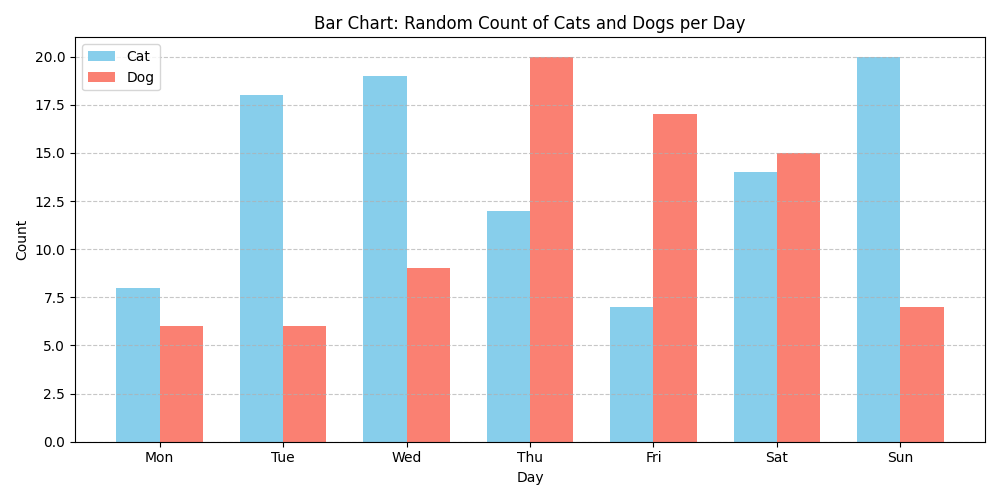 Bar Chart: Random Count of Cats and Dogs per Day
Cat
Dog
20.0
17.5
15.0
12.5
10.0
7.5
5.0
2.5
0.0
Count
Mon Tue Wed Thu Fri Sat Sun
Day